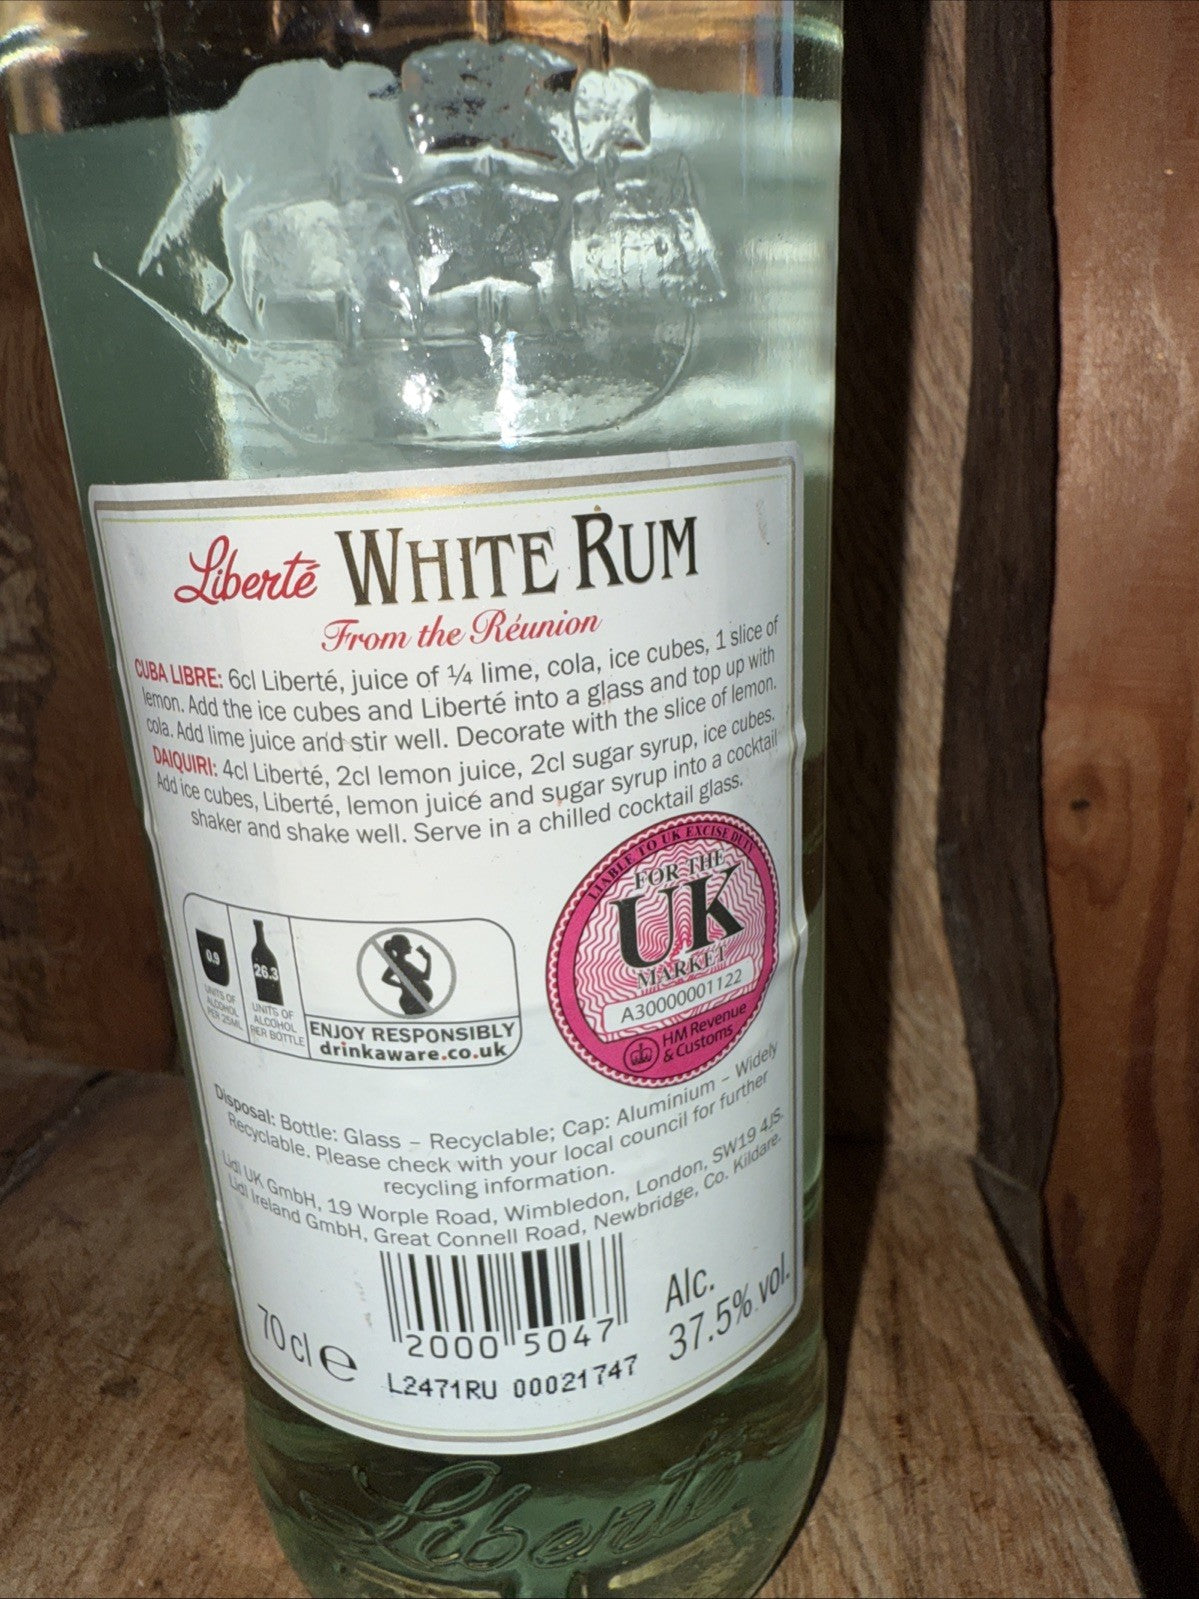 Liberté WHITE RUM
From the Réunion
CUBA LIBRE: 6cl Liberté, juice of ¼ lime, cola, ice cubes, 1 slice of
lemon. Add the ice cubes and Liberté into a glass and top up with
cola. Add lime juice and stir well. Decorate with the slice of lemon.
DAIQUIRI: 4cl Liberté, 2cl lemon juice, 2cl sugar syrup, ice cubes.
Add ice cubes, Liberté, lemon juice and sugar syrup into a cocktail
shaker and shake well. Serve in a chilled cocktail glass.
LIABLE TO UK EXCISE DUTY
FOR THE
UK
MARKET
A30000001122
HM Revenue
& Customs
0.9
UNITS OF
ALCOHOL
PER 25ML
26.3
UNITS OF
ALCOHOL
PER BOTTLE
ENJOY RESPONSIBLY
drinkaware.co.uk
Disposal: Bottle: Glass – Recyclable; Cap: Aluminium – Widely
Recyclable. Please check with your local council for further
recycling information.
Lidl UK GmbH, 19 Worple Road, Wimbledon, London, SW19 4JS.
Lidl Ireland GmbH, Great Connell Road, Newbridge, Co. Kildare.
70 cl e
2000 5047
Alc.
37.5% vol.
L2471RU 00021747
Liberté